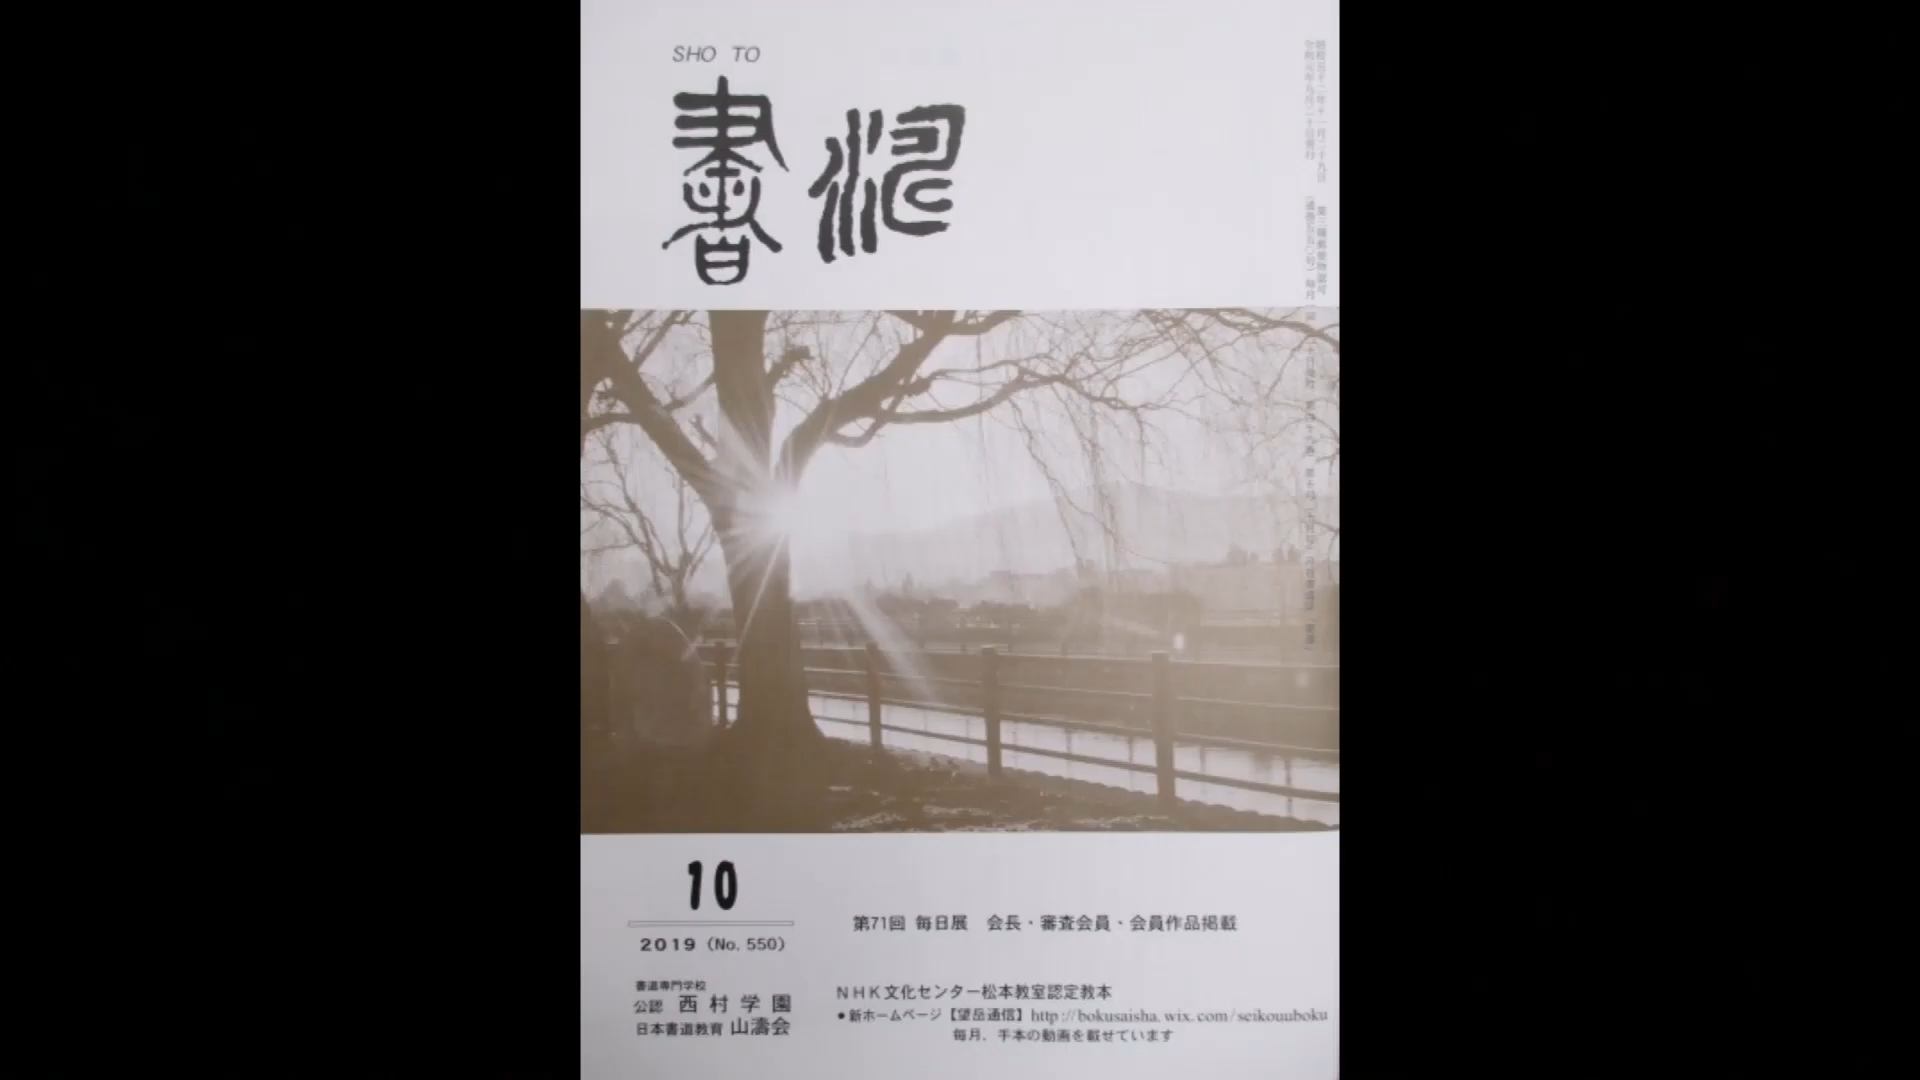 SHO TO
書濤
10
2019 (No. 550)
書道専門学校
公認 西村学園
日本書道教育 山濤会
第71回 毎日展 会長・審査会員・会員作品掲載
NHK文化センター松本教室認定教本
●新ホームページ【望岳通信】http://bokusaisha.wix.com/seikouuboku
毎月、手本の動画を載せています